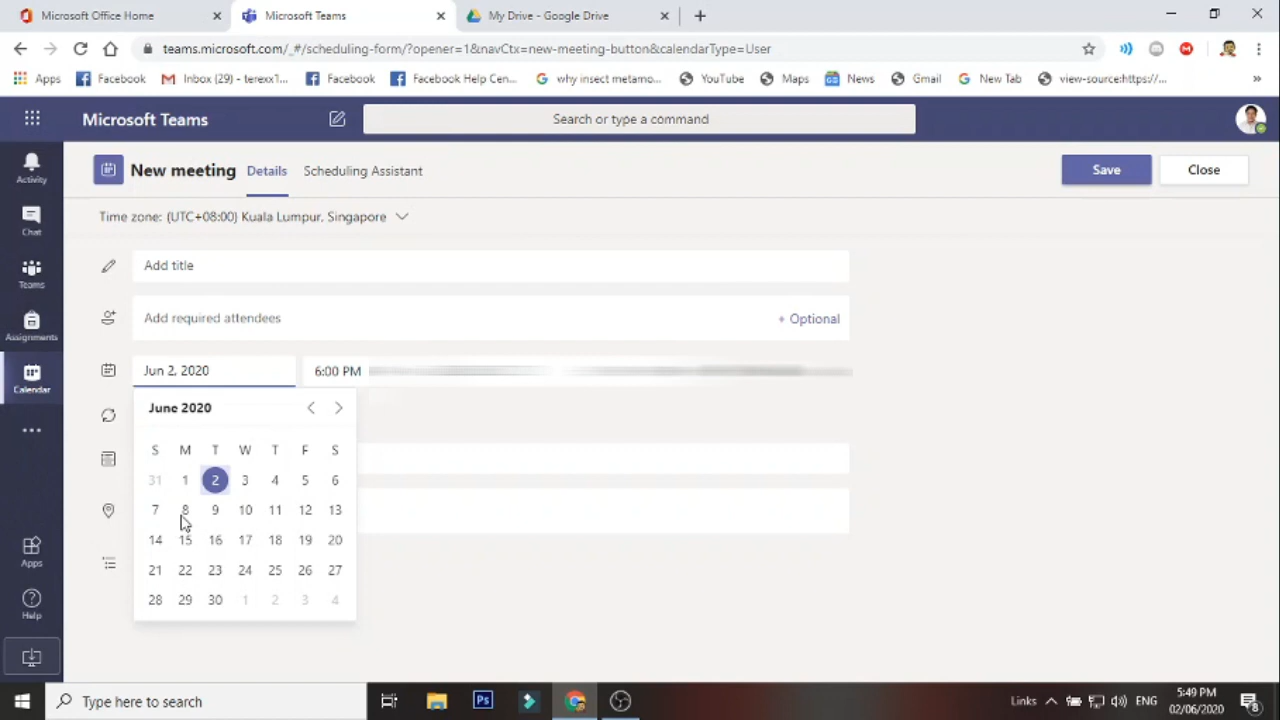 Microsoft Office Home
Microsoft Teams
My Drive - Google Drive
teams.microsoft.com/_#/scheduling-form/?opener=1&navCtx=new-meeting-button&calendarType=User
Apps
Facebook
Inbox (29) - terexx1...
Facebook
Facebook Help Cen...
why insect metamo...
YouTube
Maps
News
Gmail
New Tab
view-source:https://...
»
Microsoft Teams
Search or type a command
Activity
Chat
Teams
Assignments
Calendar
Apps
Help
New meeting
Details
Scheduling Assistant
Save
Close
Time zone: (UTC+08:00) Kuala Lumpur, Singapore
Add title
Add required attendees
+ Optional
Jun 2, 2020
6:00 PM
June 2020
S M T W T F S
31 1 2 3 4 5 6
7 8 9 10 11 12 13
14 15 16 17 18 19 20
21 22 23 24 25 26 27
28 29 30 1 2 3 4
Type here to search
Ps
Links
ENG
5:49 PM
02/06/2020
8